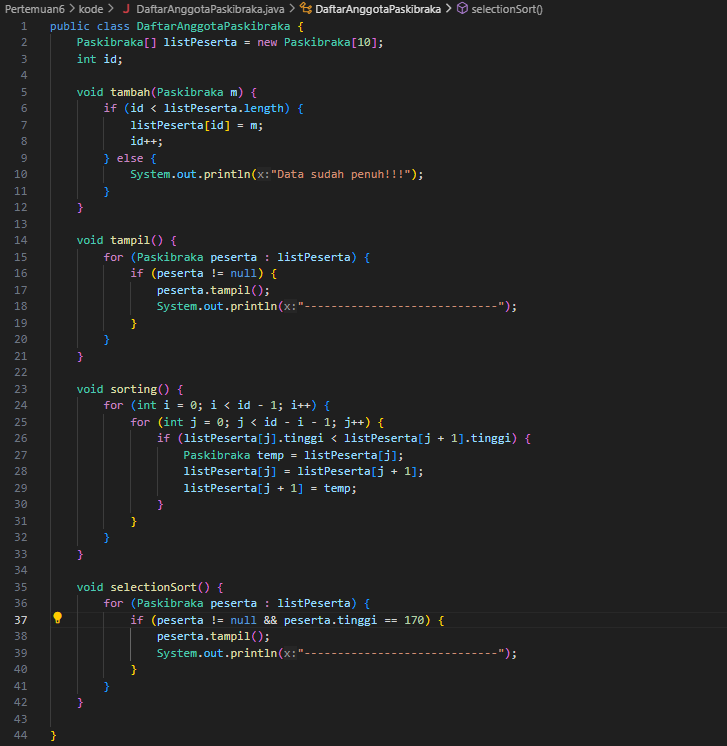 Pertemuan6 > kode > J DaftarAnggotaPaskibraka.java > DaftarAnggotaPaskibraka > selectionSort()
1 public class DaftarAnggotaPaskibraka {
2     Paskibraka[] listPeserta = new Paskibraka[10];
3     int id;
4
5     void tambah(Paskibraka m) {
6         if (id < listPeserta.length) {
7             listPeserta[id] = m;
8             id++;
9         } else {
10             System.out.println(x:"Data sudah penuh!!!");
11         }
12     }
13
14     void tampil() {
15         for (Paskibraka peserta : listPeserta) {
16             if (peserta != null) {
17                 peserta.tampil();
18                 System.out.println(x:"-----------------------------");
19             }
20         }
21     }
22
23     void sorting() {
24         for (int i = 0; i < id - 1; i++) {
25             for (int j = 0; j < id - i - 1; j++) {
26                 if (listPeserta[j].tinggi < listPeserta[j + 1].tinggi) {
27                     Paskibraka temp = listPeserta[j];
28                     listPeserta[j] = listPeserta[j + 1];
29                     listPeserta[j + 1] = temp;
30                 }
31             }
32         }
33     }
34
35     void selectionSort() {
36         for (Paskibraka peserta : listPeserta) {
37             if (peserta != null && peserta.tinggi == 170) {
38                 peserta.tampil();
39                 System.out.println(x:"-----------------------------");
40             }
41         }
42     }
43
44 }